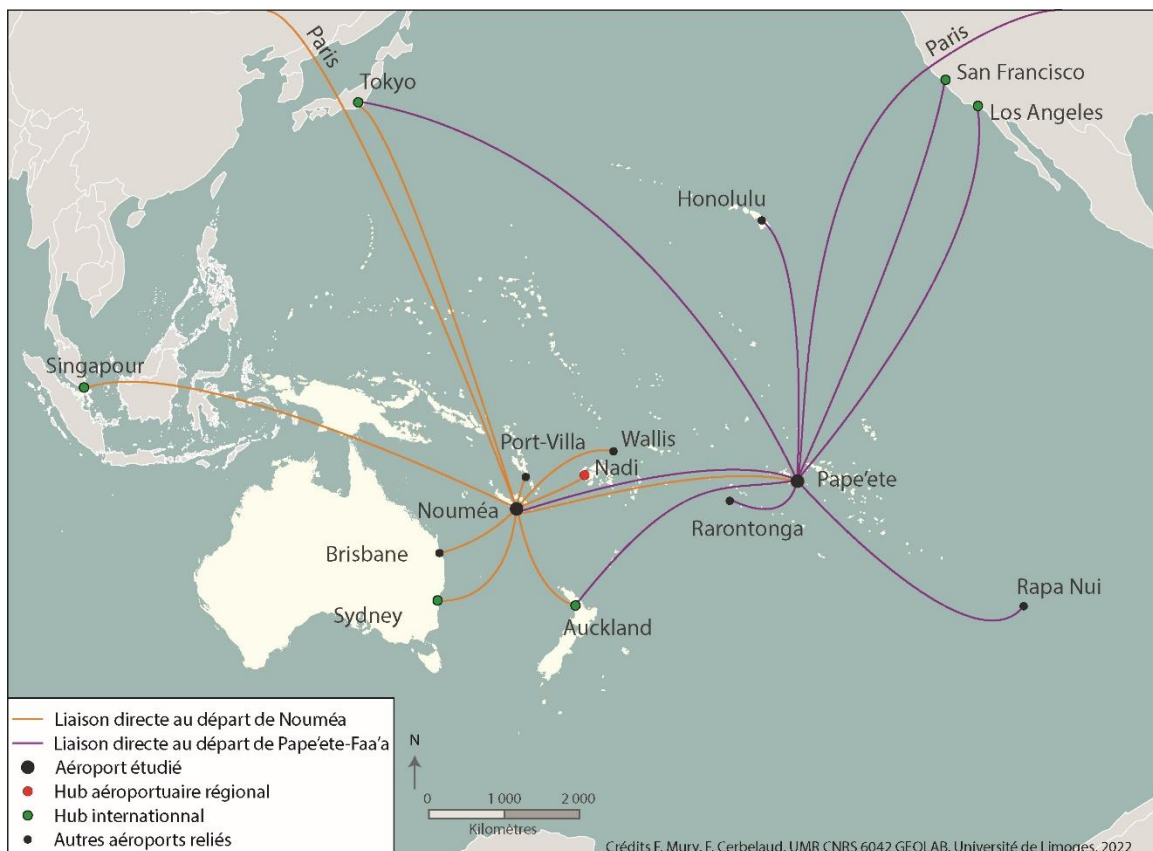 Paris
Paris
Tokyo
San Francisco
Los Angeles
Honolulu
Singapour
Port-Villa
Wallis
Nadi
Nouméa
Pape'ete
Rarontonga
Brisbane
Sydney
Auckland
Rapa Nui
Liaison directe au départ de Nouméa
Liaison directe au départ de Pape'ete-Faa'a
Aéroport étudié
Hub aéroportuaire régional
Hub internationnal
Autres aéroports reliés
N
0 1 000 2 000
Kilomètres
Crédits F. Mury, F. Cerbelaud, UMR CNRS 6042 GEOLAB, Université de Limoges, 2022